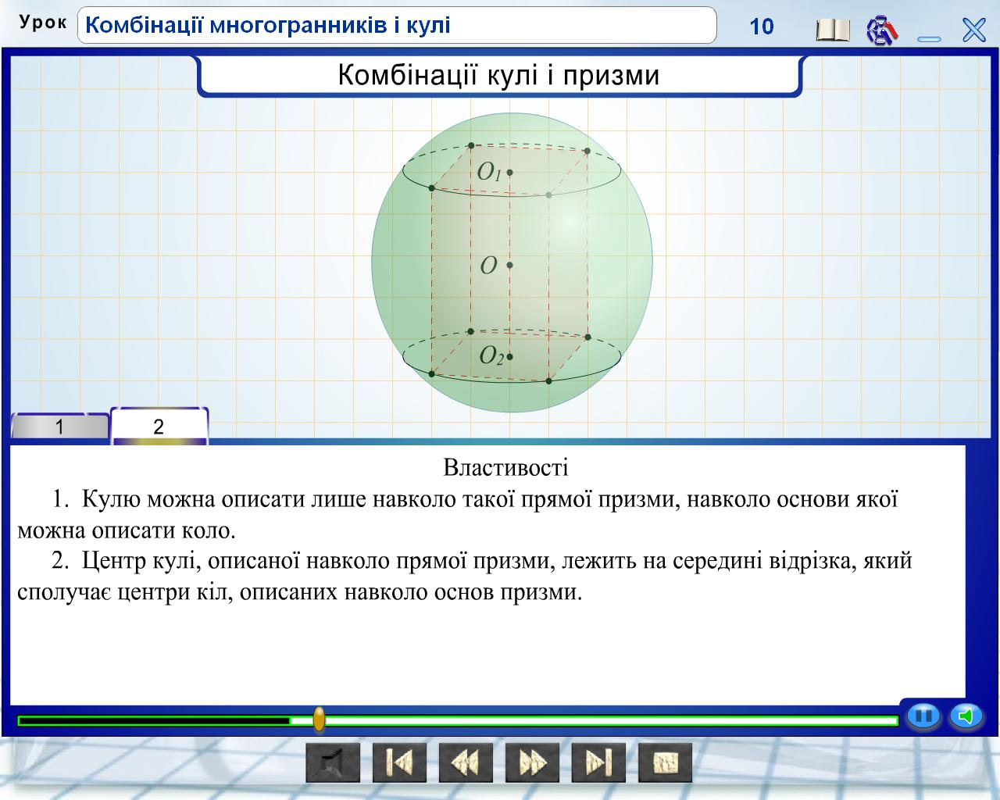 Урок
Комбінації многогранників і кулі
10
Комбінації кулі і призми
O1
O
O2
1
2
Властивості
1. Кулю можна описати лише навколо такої прямої призми, навколо основи якої
можна описати коло.
2. Центр кулі, описаної навколо прямої призми, лежить на середині відрізка, який
сполучає центри кіл, описаних навколо основ призми.